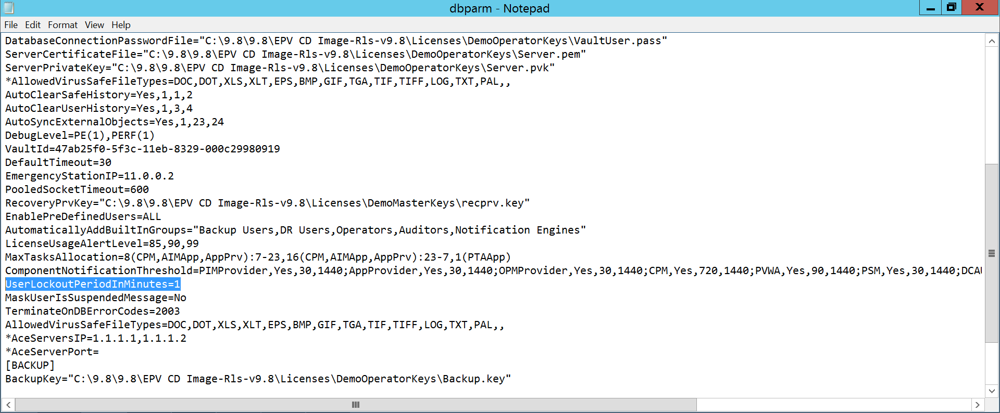 dbparm - Notepad
File Edit Format View Help
DatabaseConnectionPasswordFile="C:\9.8\9.8\EPV CD Image-Rls-v9.8\Licenses\DemoOperatorKeys\VaultUser.pass"
ServerCertificateFile="C:\9.8\9.8\EPV CD Image-Rls-v9.8\Licenses\DemoOperatorKeys\Server.pem"
ServerPrivateKey="C:\9.8\9.8\EPV CD Image-Rls-v9.8\Licenses\DemoOperatorKeys\Server.pvk"
*AllowedVirusSafeFileTypes=DOC,DOT,XLS,XLT,EPS,BMP,GIF,TGA,TIF,TIFF,LOG,TXT,PAL,,
AutoClearSafeHistory=Yes,1,1,2
AutoClearUserHistory=Yes,1,3,4
AutoSyncExternalObjects=Yes,1,23,24
DebugLevel=PE(1),PERF(1)
VaultId=47ab25f0-5f3c-11eb-8329-000c29980919
DefaultTimeout=30
EmergencyStationIP=11.0.0.2
PooledSocketTimeout=600
RecoveryPrvKey="C:\9.8\9.8\EPV CD Image-Rls-v9.8\Licenses\DemoMasterKeys\recprv.key"
EnablePreDefinedUsers=ALL
AutomaticallyAddBuiltInGroups="Backup Users,DR Users,Operators,Auditors,Notification Engines"
LicenseUsageAlertLevel=85,90,99
MaxTasksAllocation=8(CPM,AIMApp,AppPrv):7-23,16(CPM,AIMApp,AppPrv):23-7,1(PTAApp)
ComponentNotificationThreshold=PIMProvider,Yes,30,1440;AppProvider,Yes,30,1440;OPMProvider,Yes,30,1440;CPM,Yes,720,1440;PVWA,Yes,90,1440;PSM,Yes,30,1440;DCAU
UserLockoutPeriodInMinutes=1
MaskUserIsSuspendedMessage=No
TerminateOnDBErrorCodes=2003
AllowedVirusSafeFileTypes=DOC,DOT,XLS,XLT,EPS,BMP,GIF,TGA,TIF,TIFF,LOG,TXT,PAL,,
*AceServersIP=1.1.1.1,1.1.1.2
*AceServerPort=
[BACKUP]
BackupKey="C:\9.8\9.8\EPV CD Image-Rls-v9.8\Licenses\DemoOperatorKeys\Backup.key"